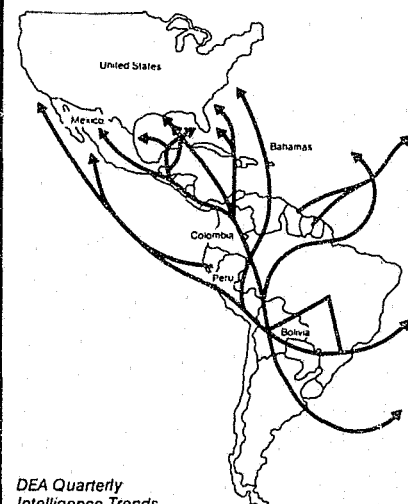 United States
Mexico
Bahamas
Colombia
Peru
Bolivia
DEA Quarterly
Intelligence Trends